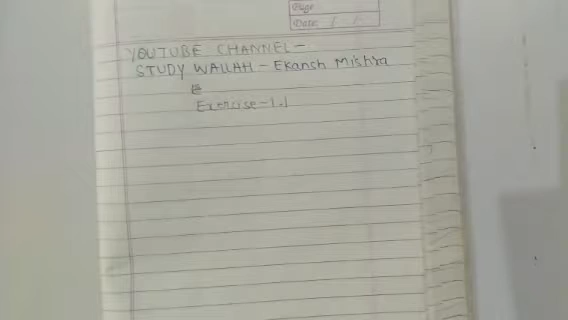 Page
Date / /
YOUTUBE CHANNEL-
STUDY WALLAH - Ekansh Mishra
Exercise-1.1